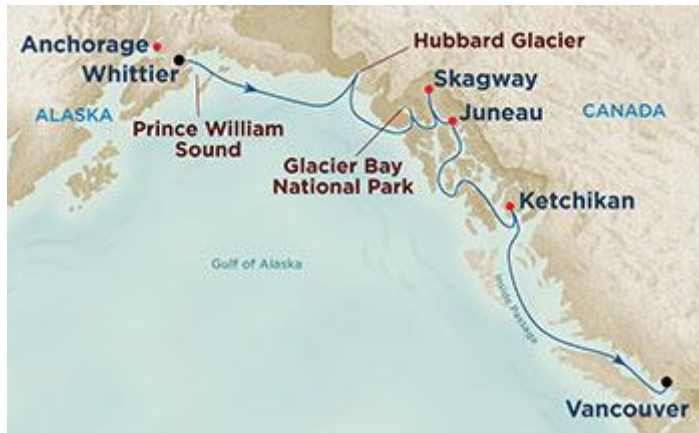 Anchorage
Whittier
Hubbard Glacier
Skagway
Juneau
ALASKA
CANADA
Prince William
Sound
Glacier Bay
National Park
Ketchikan
Gulf of Alaska
Inside Passage
Vancouver